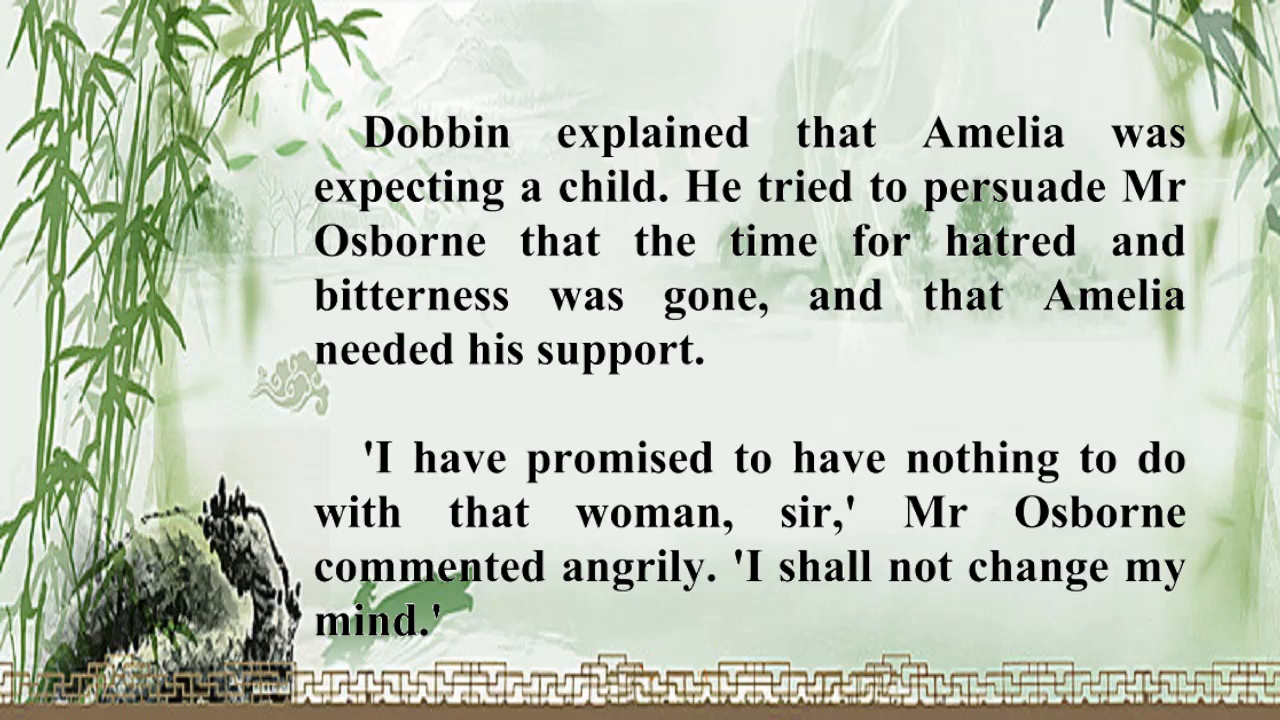 Dobbin explained that Amelia was
expecting a child. He tried to persuade Mr
Osborne that the time for hatred and
bitterness was gone, and that Amelia
needed his support.
'I have promised to have nothing to do
with that woman, sir,' Mr Osborne
commented angrily. 'I shall not change my
mind.'